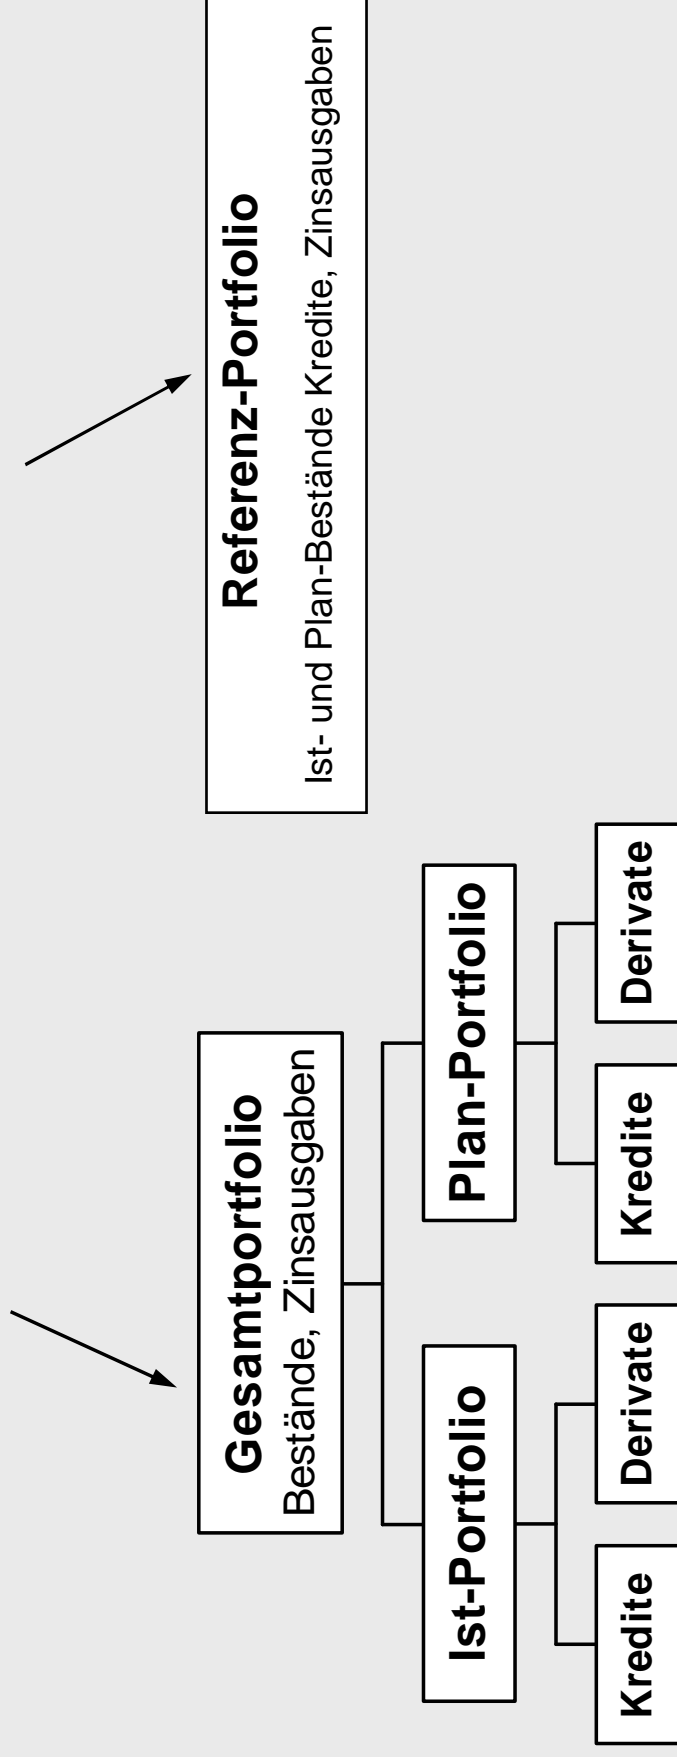 Gesamtportfolio
Bestände, Zinsausgaben
Referenz-Portfolio
Ist- und Plan-Bestände Kredite, Zinsausgaben
Ist-Portfolio
Plan-Portfolio
Kredite
Derivate
Kredite
Derivate